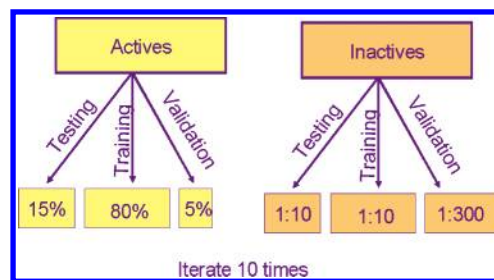 Actives
Inactives
Testing
Training
Validation
Testing
Training
Validation
15%
80%
5%
1:10
1:10
1:300
Iterate 10 times